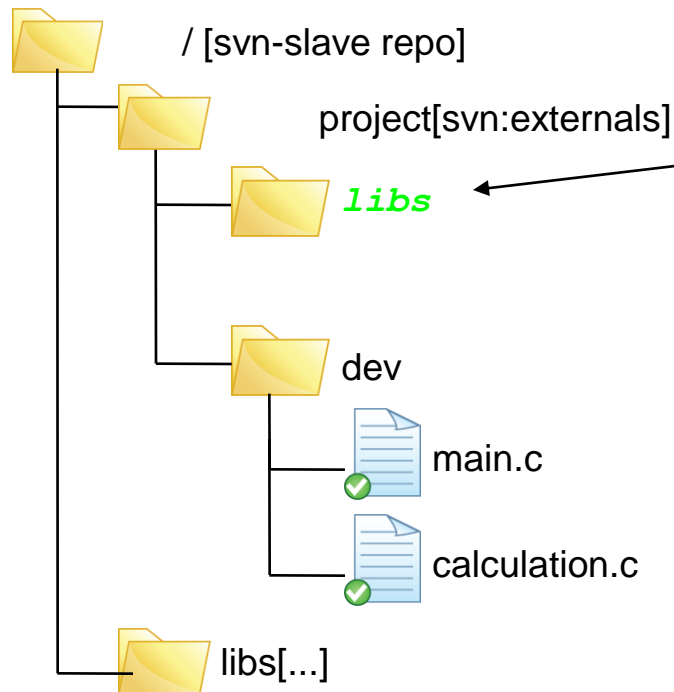 / [svn-slave repo]
project[svn:externals]
libs
dev
main.c
calculation.c
libs[...]